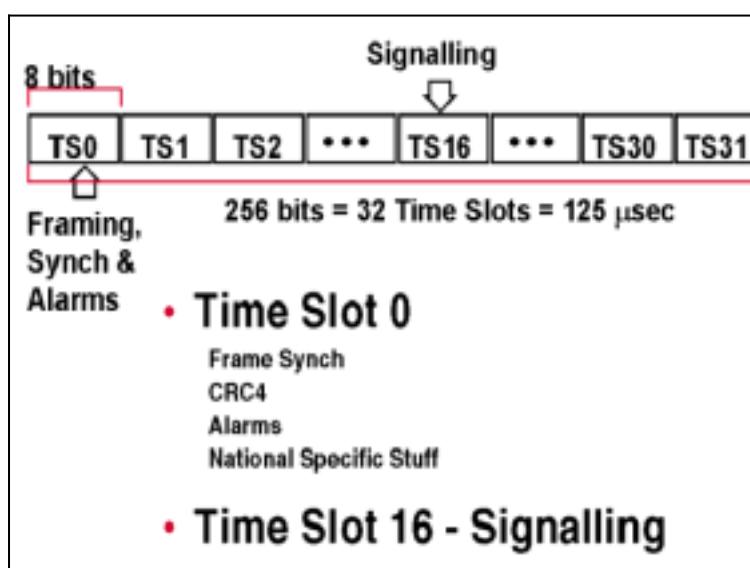 Signalling
8 bits
TS0 TS1 TS2 ••• TS16 ••• TS30 TS31
256 bits = 32 Time Slots = 125 μsec
Framing,
Synch &
Alarms
• Time Slot 0
Frame Synch
CRC4
Alarms
National Specific Stuff
• Time Slot 16 - Signalling